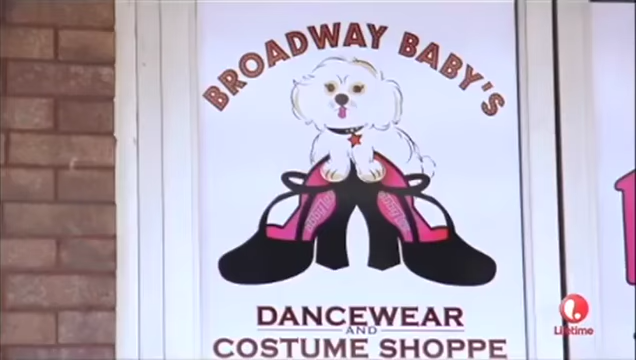 BROADWAY BABY'S
DANCEWEAR
AND
COSTUME SHOPPE
Lifetime